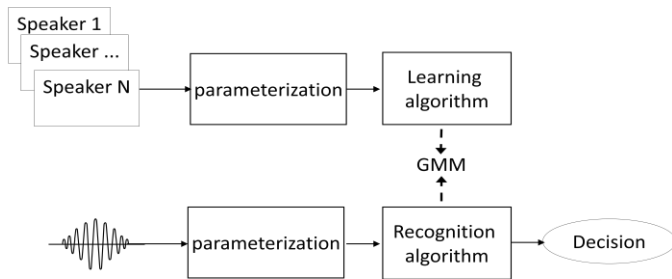 Speaker 1
Speaker ...
Speaker N
parameterization
Learning
algorithm
GMM
parameterization
Recognition
algorithm
Decision